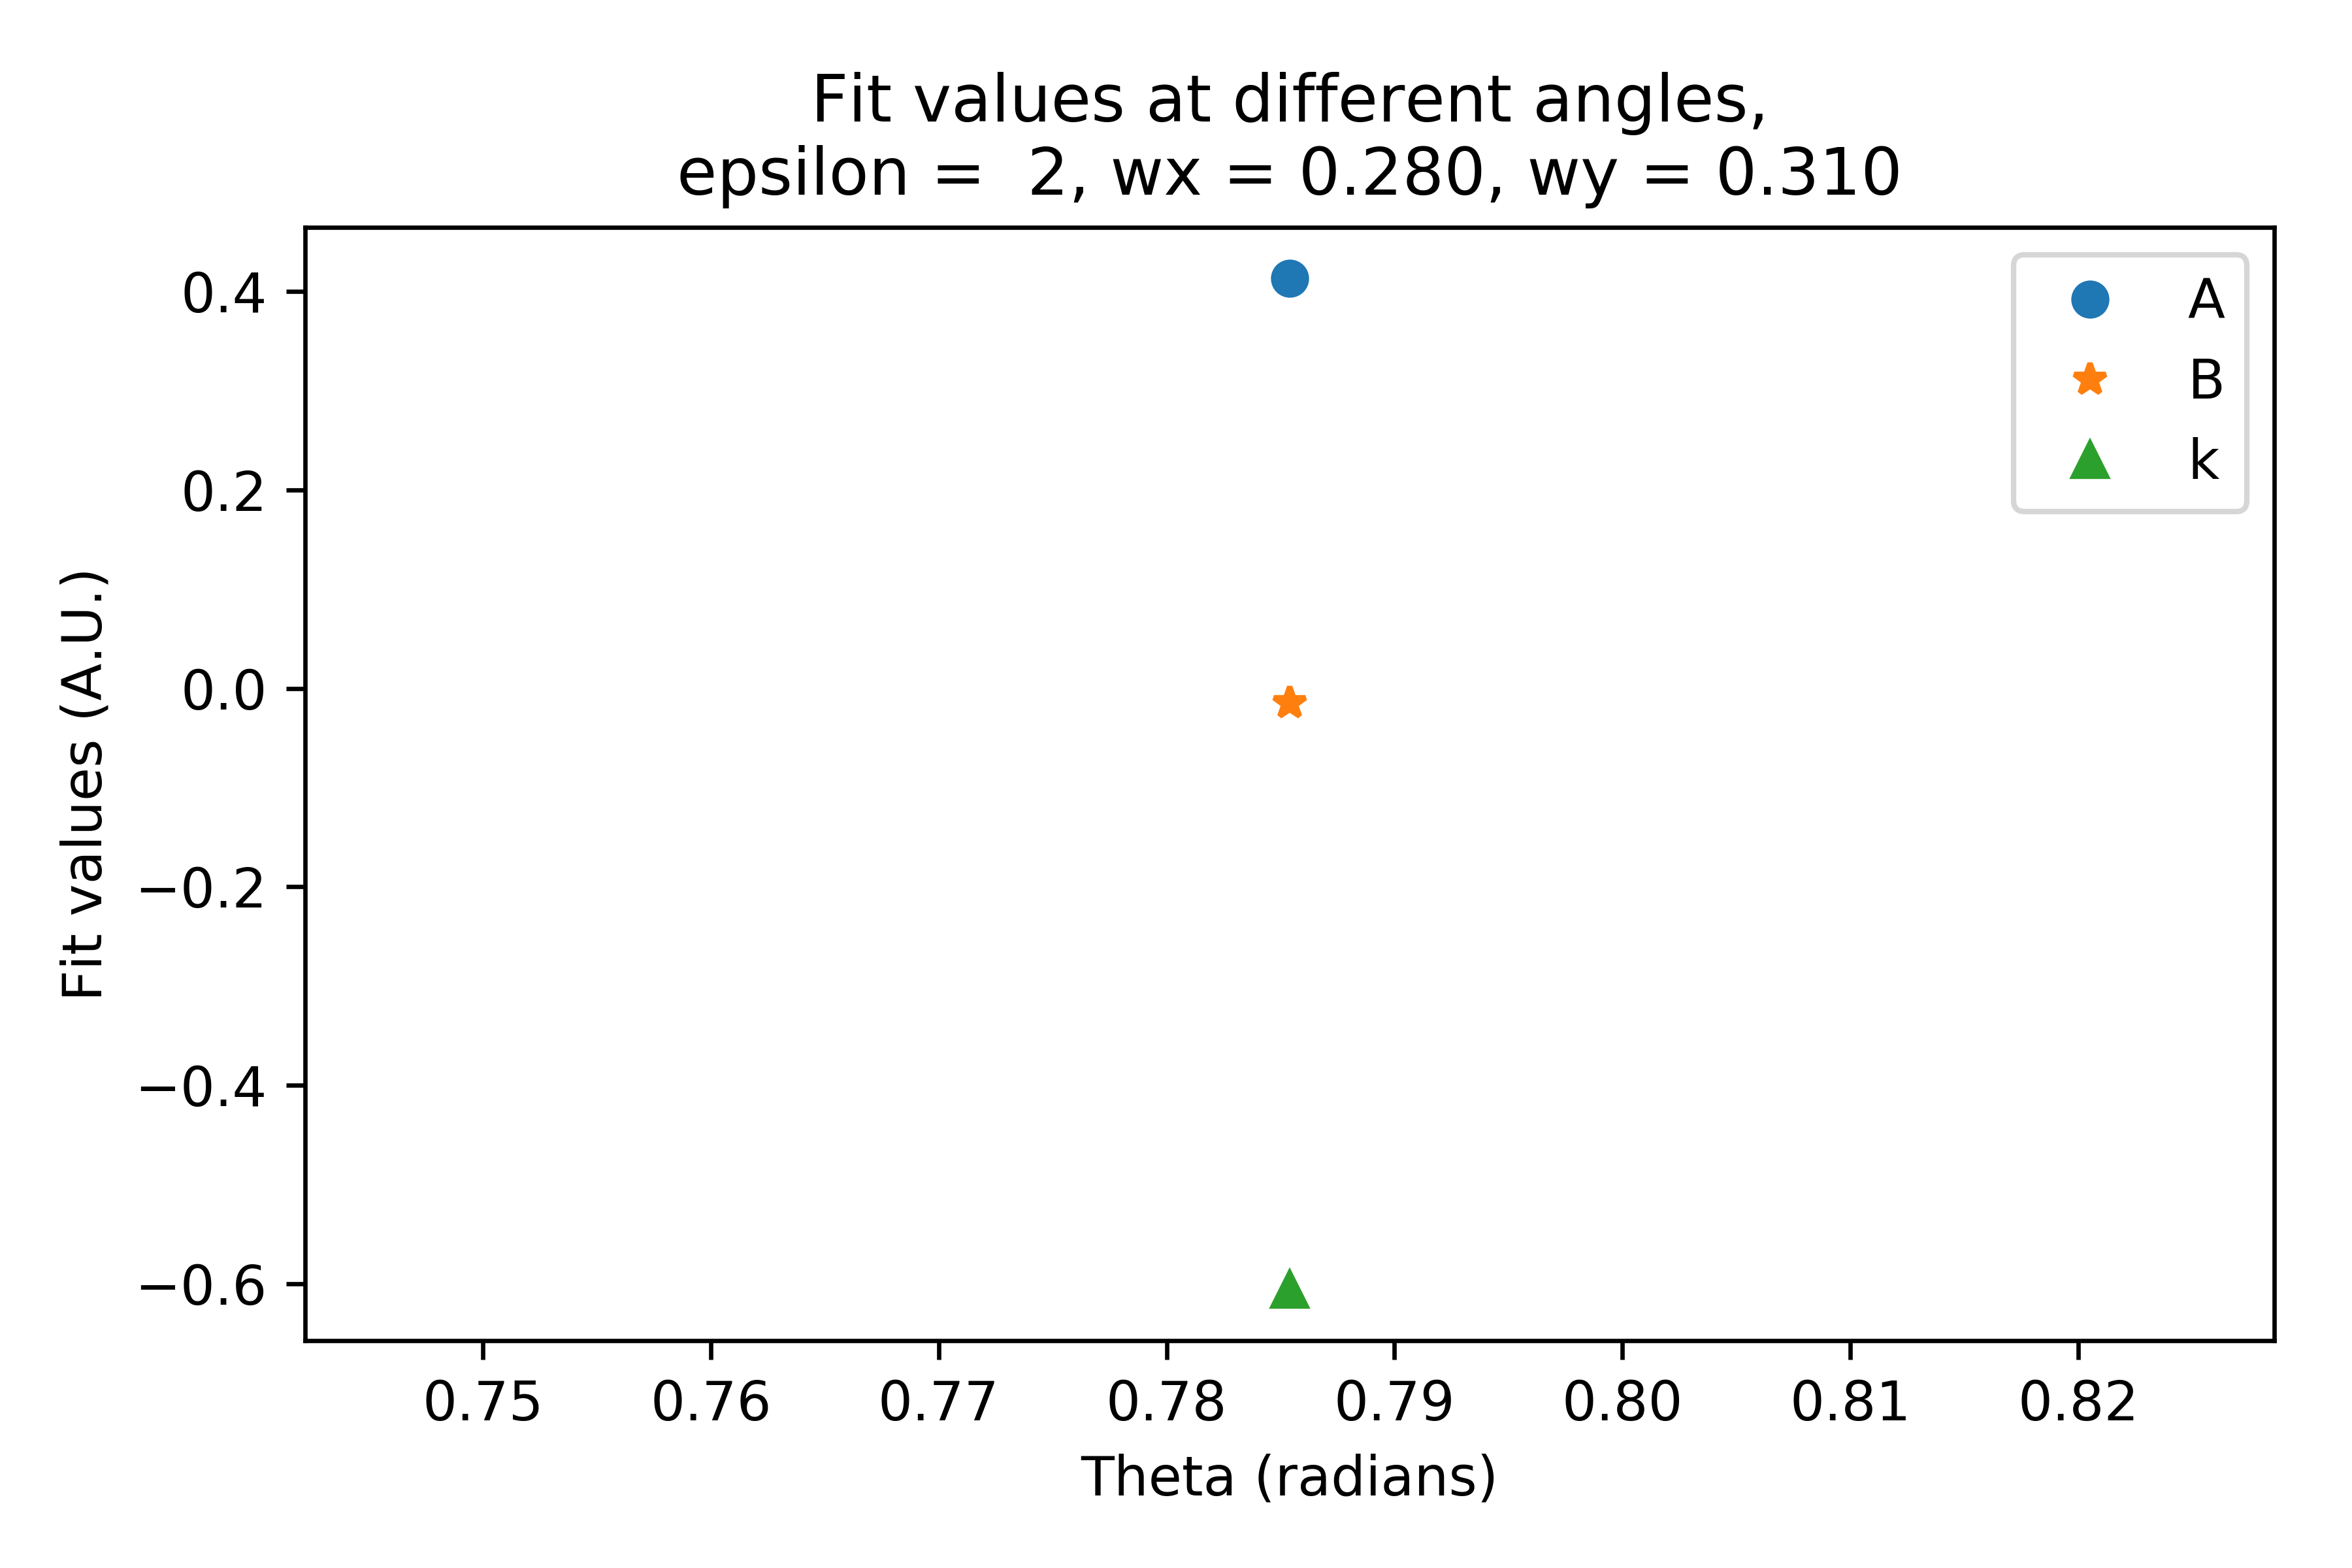 Fit values at different angles,
epsilon =  2, wx = 0.280, wy = 0.310
A
B
k
Fit values (A.U.)
0.4
0.2
0.0
−0.2
−0.4
−0.6
0.75 0.76 0.77 0.78 0.79 0.80 0.81 0.82
Theta (radians)